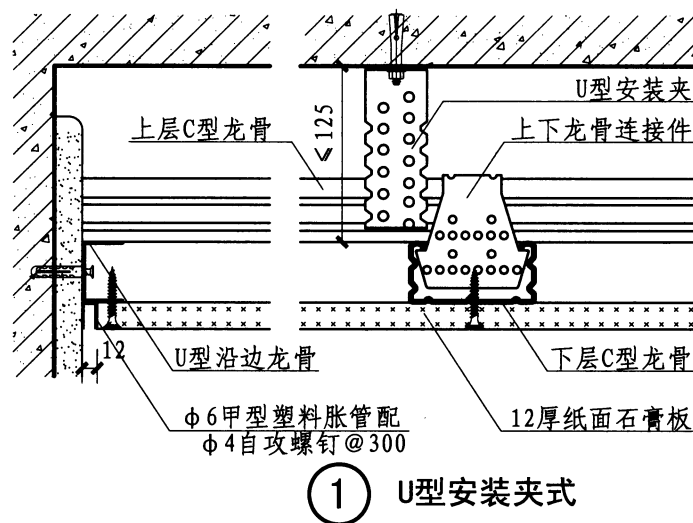 U型安装夹
上层C型龙骨
≤125
上下龙骨连接件
12
U型沿边龙骨
下层C型龙骨
φ6甲型塑料胀管配
φ4自攻螺钉@300
12厚纸面石膏板
1 U型安装夹式